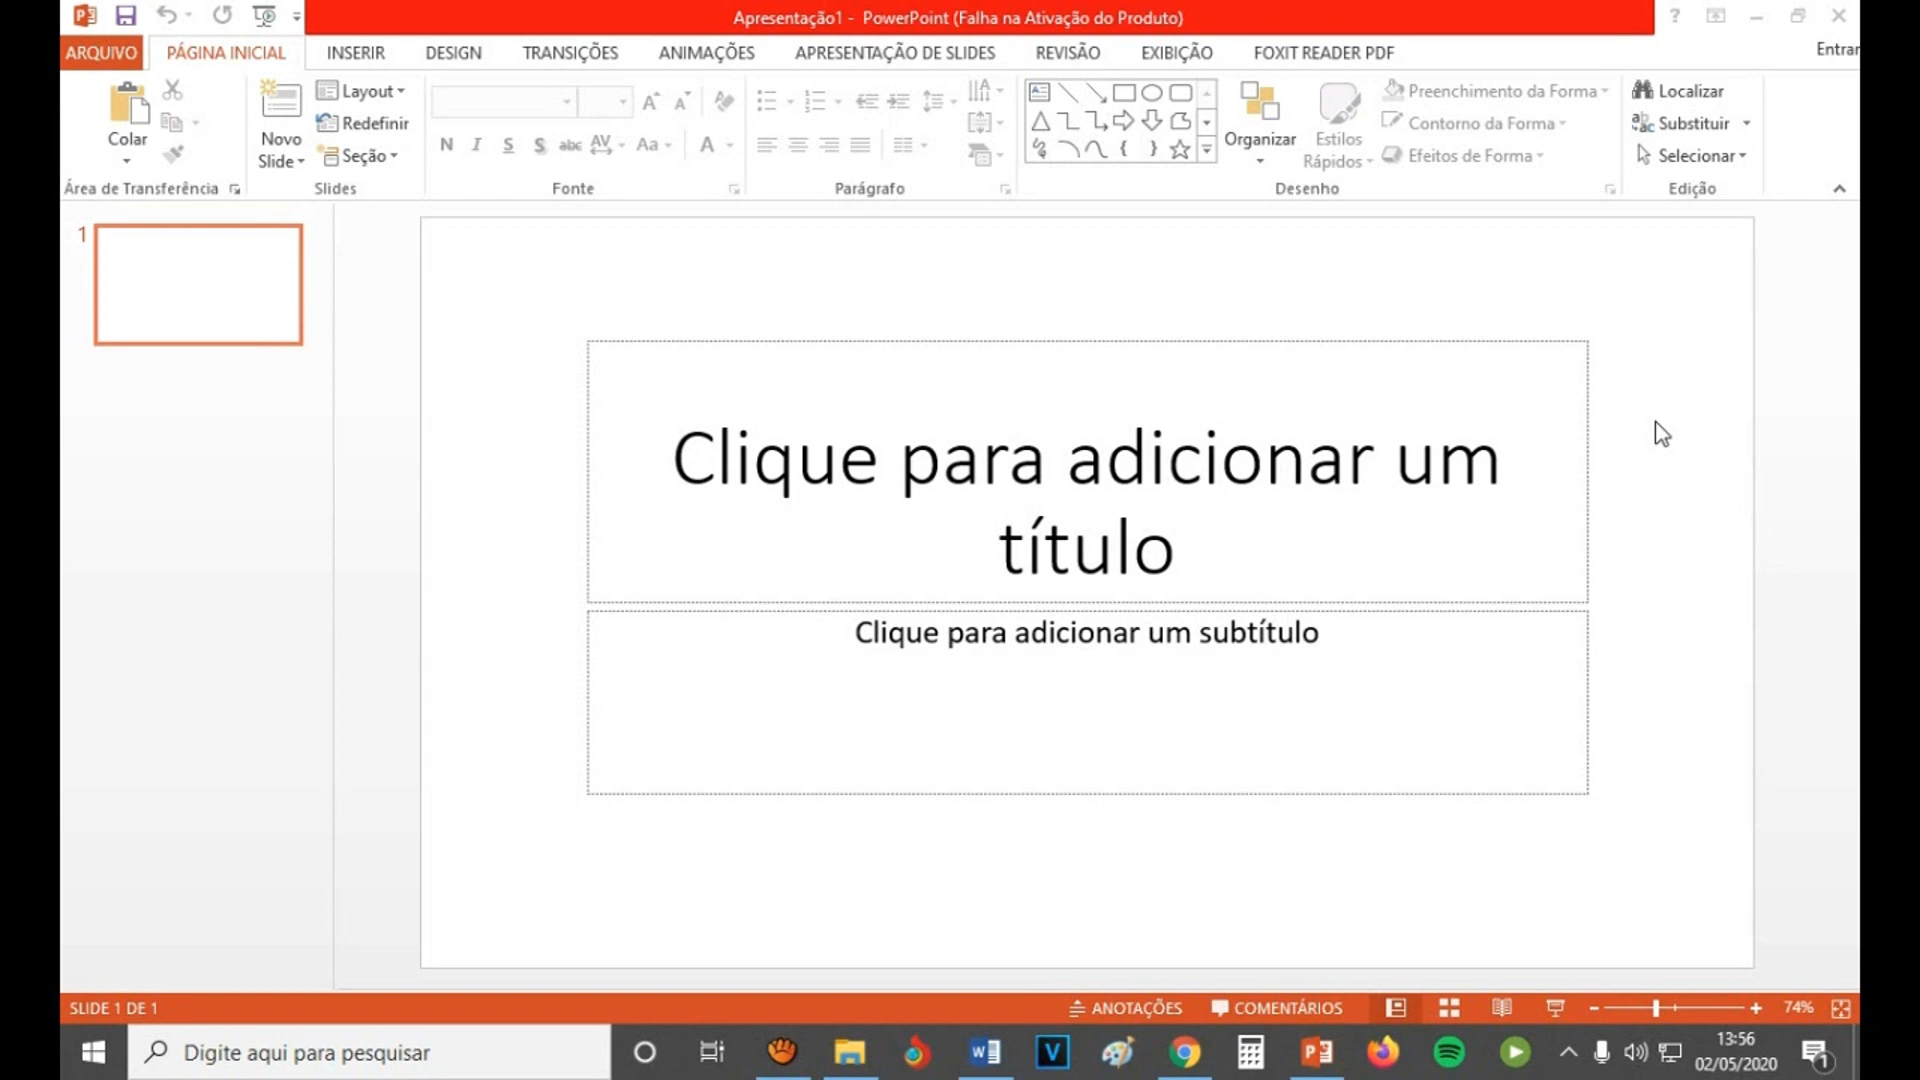 Apresentação1 - PowerPoint (Falha na Ativação do Produto)
ARQUIVO PÁGINA INICIAL INSERIR DESIGN TRANSIÇÕES ANIMAÇÕES APRESENTAÇÃO DE SLIDES REVISÃO EXIBIÇÃO FOXIT READER PDF Entrar
Colar
Área de Transferência
Novo
Slide
Layout
Redefinir
Seção
Slides
N I S S abc AV Aa A
Fonte
Parágrafo
Organizar
Estilos
Rápidos
Preenchimento da Forma
Contorno da Forma
Efeitos de Forma
Desenho
Localizar
Substituir
Selecionar
Edição
1
Clique para adicionar um
título
Clique para adicionar um subtítulo
SLIDE 1 DE 1 ANOTAÇÕES COMENTÁRIOS 74%
Digite aqui para pesquisar
13:56
02/05/2020
1